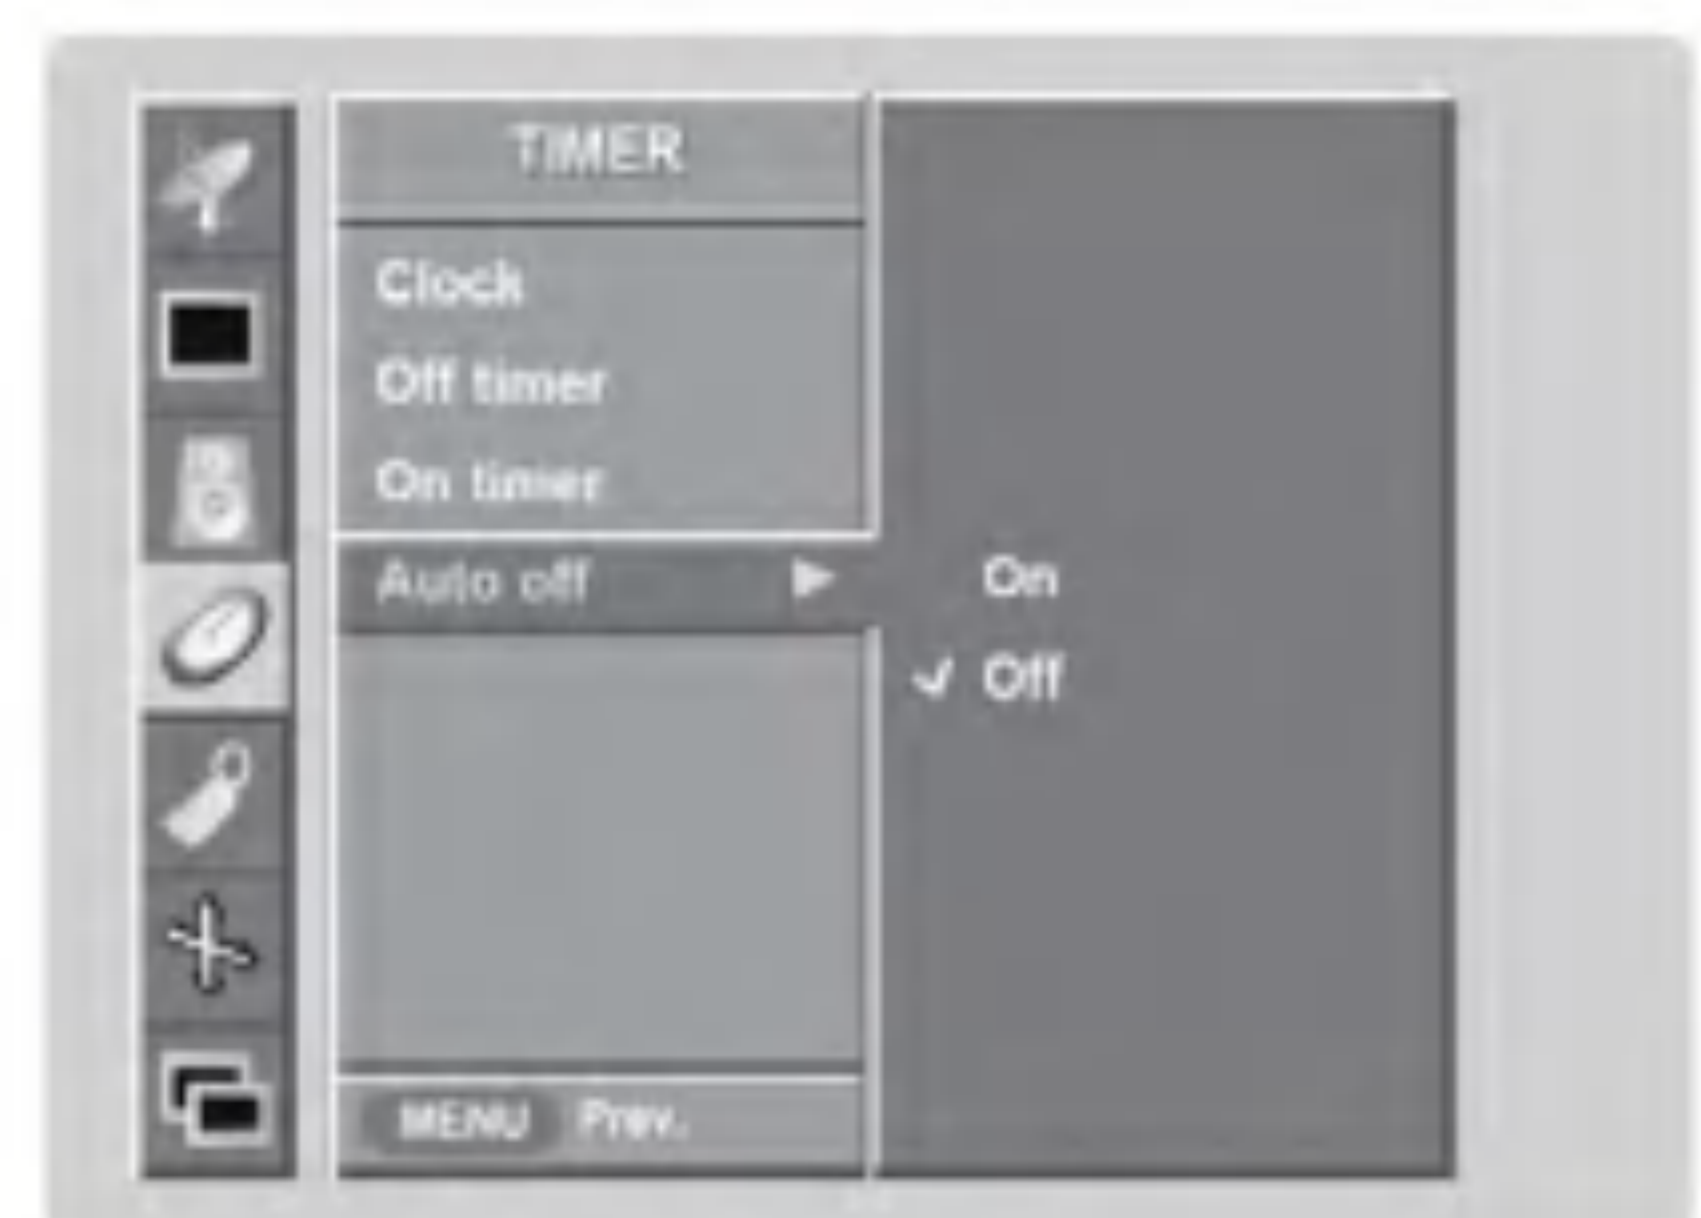 TIMER
Clock
Off timer
On timer
Auto off ▶ On
✓ Off
MENU Prev.